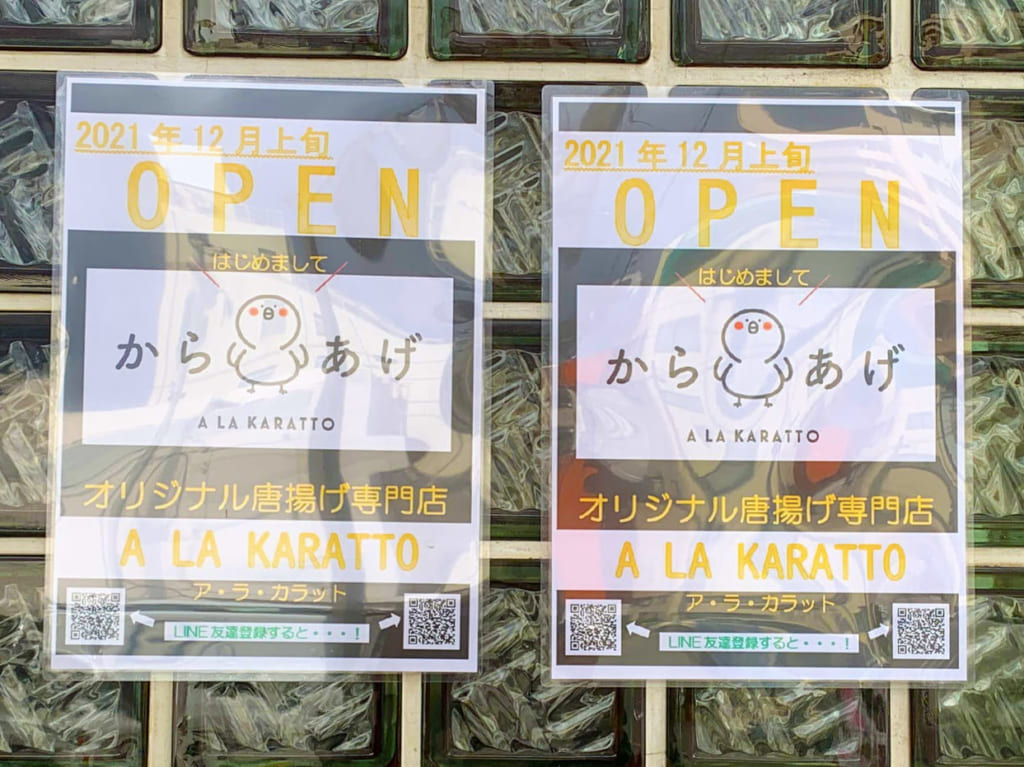 2021年12月上旬
OPEN
はじめまして
からあげ
A LA KARATTO
オリジナル唐揚げ専門店
A LA KARATTO
ア・ラ・カラット
LINE友達登録すると・・・！
2021年12月上旬
OPEN
はじめまして
からあげ
A LA KARATTO
オリジナル唐揚げ専門店
A LA KARATTO
ア・ラ・カラット
LINE友達登録すると・・・！